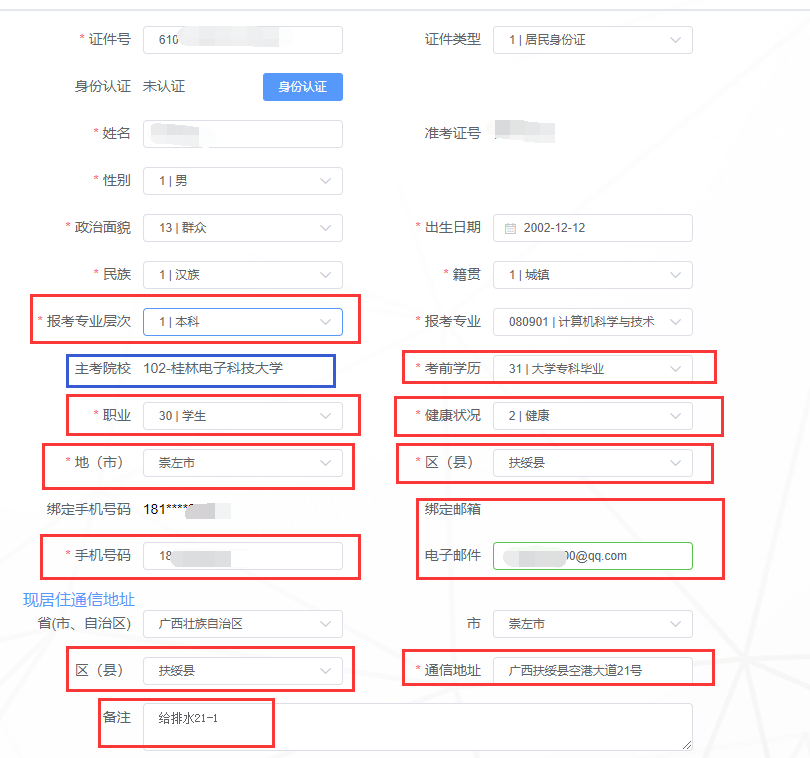 * 证件号 610 证件类型 1 | 居民身份证
身份认证 未认证 身份认证
* 姓名 准考证号
* 性别 1 | 男
* 政治面貌 13 | 群众 * 出生日期 2002-12-12
* 民族 1 | 汉族 * 籍贯 1 | 城镇
* 报考专业层次 1 | 本科 * 报考专业 080901 | 计算机科学与技术
主考院校 102-桂林电子科技大学 * 考前学历 31 | 大学专科毕业
* 职业 30 | 学生 * 健康状况 2 | 健康
* 地（市） 崇左市 * 区（县） 扶绥县
绑定手机号码 181**** 绑定邮箱
* 手机号码 18 电子邮件 00@qq.com
现居住通信地址
省(市、自治区) 广西壮族自治区 市 崇左市
区（县） 扶绥县 * 通信地址 广西扶绥县空港大道21号
备注 给排水21-1